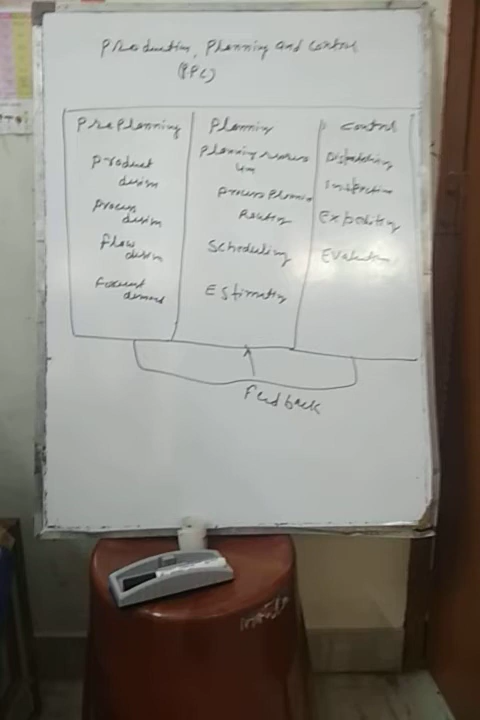 Production, Planning and control
(PPC)
Preplanning
Product
design
Process
design
Flow
design
Forecast
demand
Planning
Planning
Process Planning
Routing
Scheduling
Estimating
Control
Dispatching
Inspection
Expediting
Evaluation
Feedback